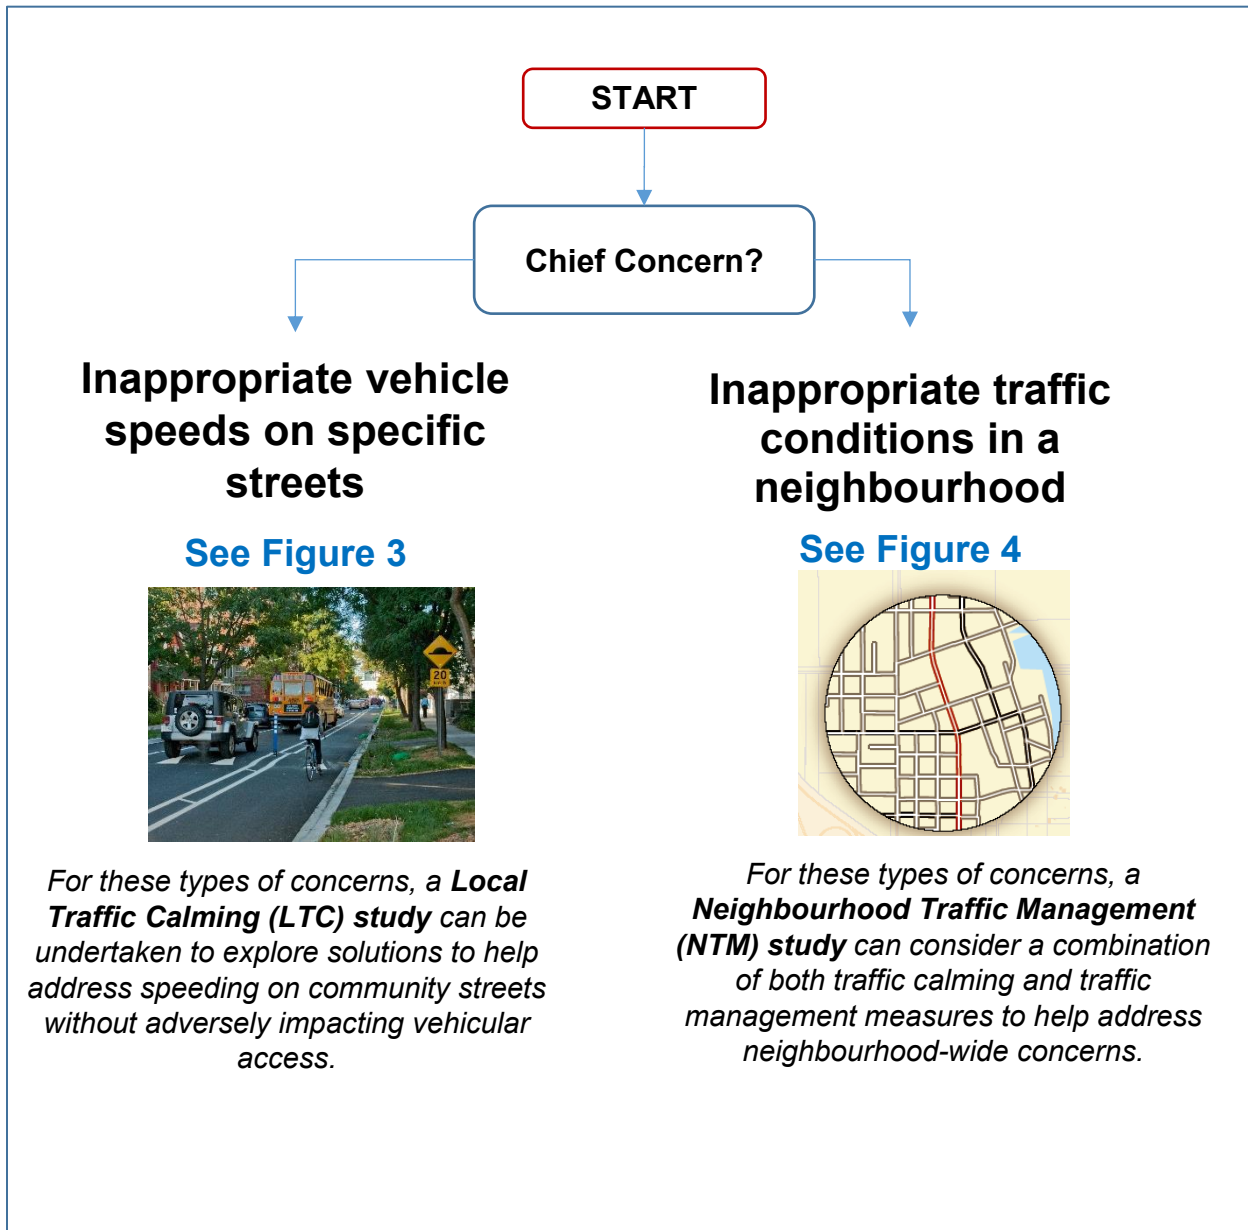 START
Chief Concern?
Inappropriate vehicle
speeds on specific
streets
See Figure 3
20
For these types of concerns, a Local
Traffic Calming (LTC) study can be
undertaken to explore solutions to help
address speeding on community streets
without adversely impacting vehicular
access.
Inappropriate traffic
conditions in a
neighbourhood
See Figure 4
For these types of concerns, a
Neighbourhood Traffic Management
(NTM) study can consider a combination
of both traffic calming and traffic
management measures to help address
neighbourhood-wide concerns.